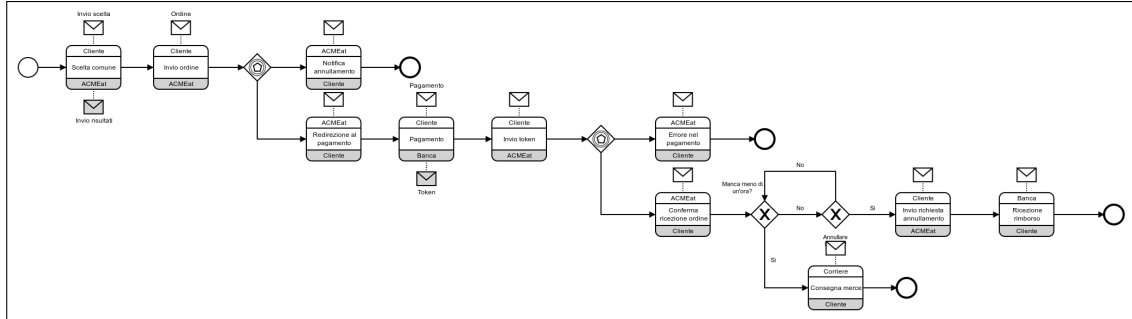 Invio scelta
Cliente
Scelta comune
ACMEat
Invio risultati
Ordine
Cliente
Invio ordine
ACMEat
ACMEat
Notifica
annullamento
Cliente
ACMEat
Redirezione al
pagamento
Cliente
Pagamento
Cliente
Pagamento
Banca
Token
Cliente
Invio token
ACMEat
ACMEat
Errore nel
pagamento
Cliente
ACMEat
Conferma
ricezione ordine
Cliente
Manca meno di
un'ora?
No
No
Si
Si
Annullare
Corriere
Consegna merce
Cliente
Cliente
Invio richiesta
annullamento
ACMEat
Banca
Ricezione
rimborso
Cliente